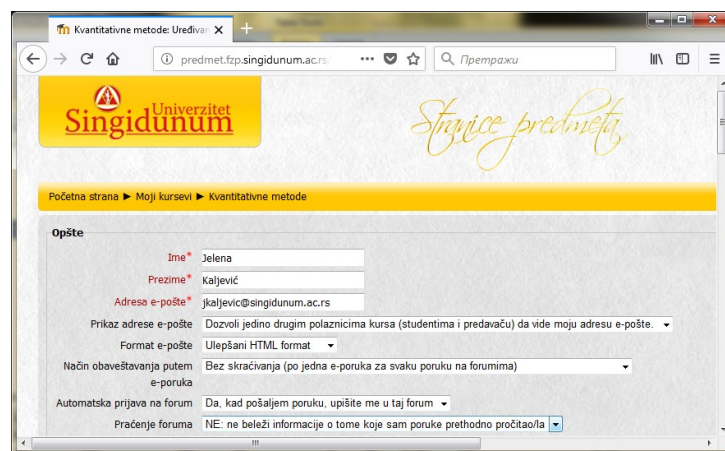 Kvantitativne metode: Uređivan
predmet.fzp.singidunum.ac.rs
Претражи
Univerzitet
Singidunum
Stranice predmeta
Početna strana ► Moji kursevi ► Kvantitativne metode
Opšte
Ime* Jelena
Prezime* Kaljević
Adresa e-pošte* jkaljevic@singidunum.ac.rs
Prikaz adrese e-pošte Dozvoli jedino drugim polaznicima kursa (studentima i predavaču) da vide moju adresu e-pošte.
Format e-pošte Ulepšani HTML format
Način obaveštavanja putem Bez skraćivanja (po jedna e-poruka za svaku poruku na forumima)
e-poruka
Automatska prijava na forum Da, kad pošaljem poruku, upišite me u taj forum
Praćenje foruma NE: ne beleži informacije o tome koje sam poruke prethodno pročitao/la